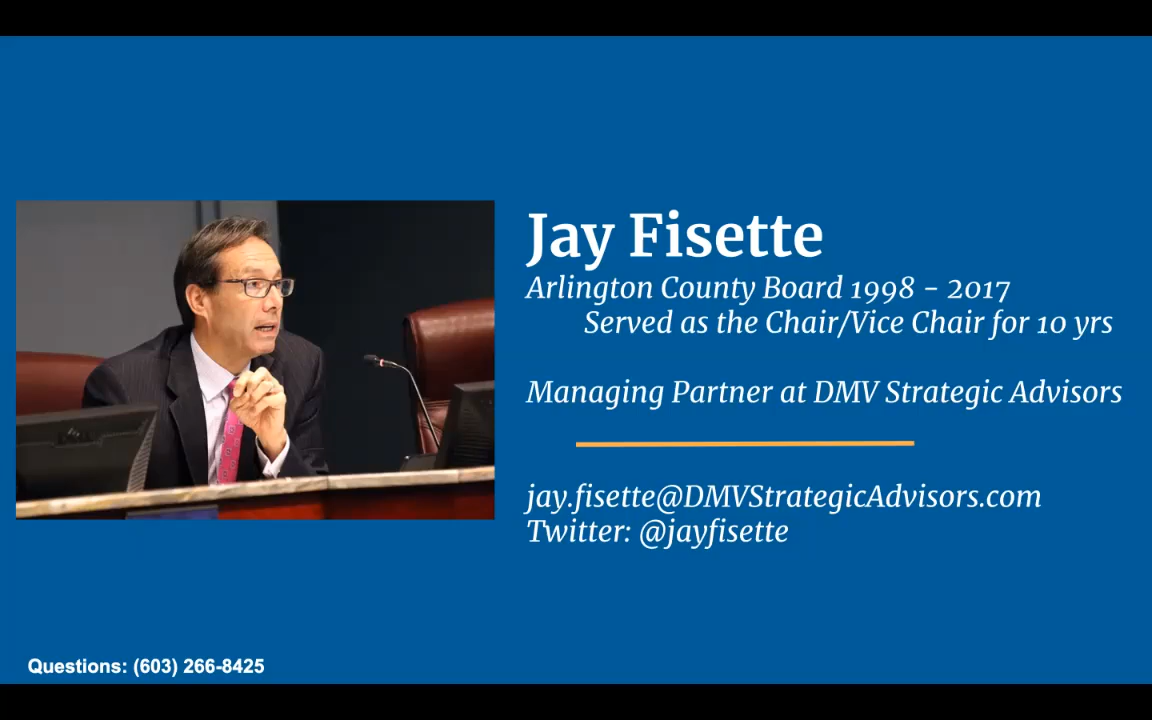 Jay Fisette
Arlington County Board 1998 - 2017
Served as the Chair/Vice Chair for 10 yrs
Managing Partner at DMV Strategic Advisors
jay.fisette@DMVStrategicAdvisors.com
Twitter: @jayfisette
Questions: (603) 266-8425